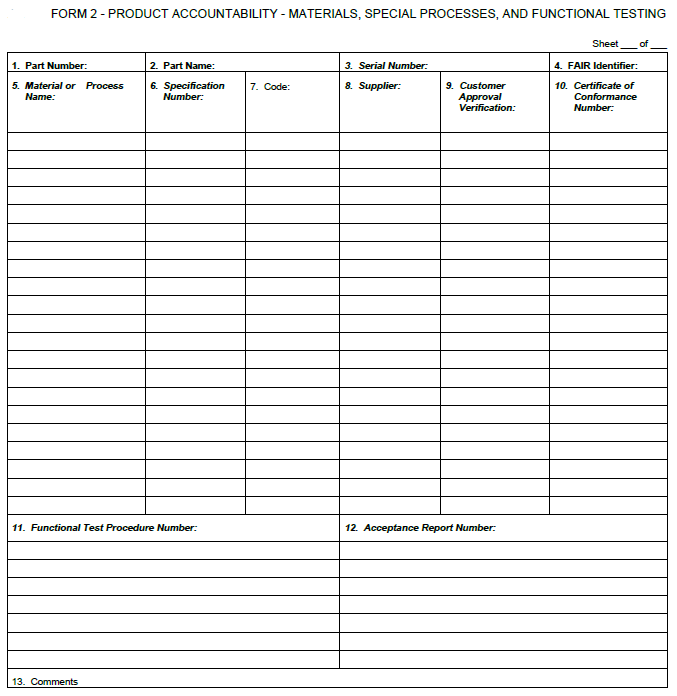 FORM 2 - PRODUCT ACCOUNTABILITY - MATERIALS, SPECIAL PROCESSES, AND FUNCTIONAL TESTING
Sheet ___ of ___
1. Part Number: 2. Part Name: 3. Serial Number: 4. FAIR Identifier:
5. Material or Process
Name:
6. Specification
Number:
7. Code:
8. Supplier:
9. Customer
Approval
Verification:
10. Certificate of
Conformance
Number:
11. Functional Test Procedure Number: 12. Acceptance Report Number:
13. Comments